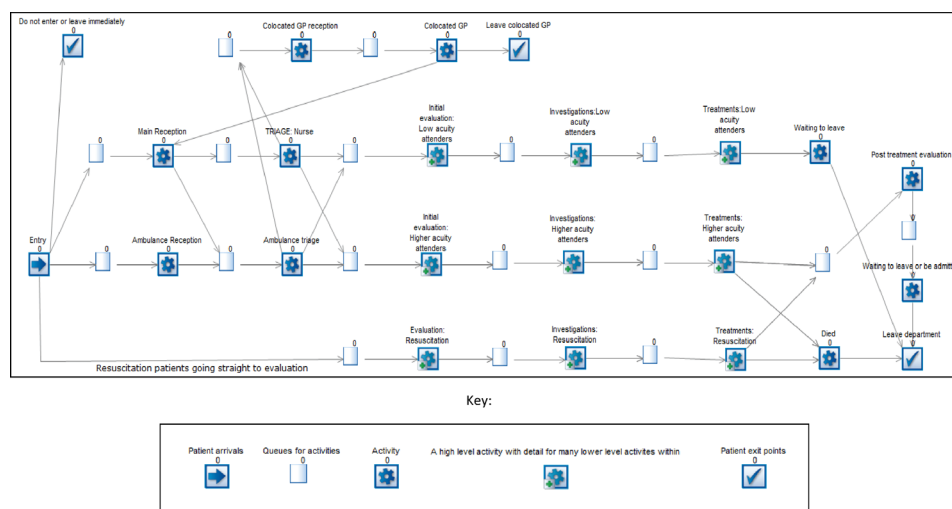 Do not enter or leave immediately
0
Colocated GP reception
0
Colocated GP
0
Leave colocated GP
0
0
0
Main Reception
0
TRIAGE: Nurse
0
Initial
evaluation:
Low acuity
attenders
0
Investigations:Low
acuity
attenders
0
Treatments:Low
acuity
attenders
0
Waiting to leave
0
0
0
0
0
0
Post treatment evaluation
0
0
Entry
0
Ambulance Reception
0
Ambulance triage
0
Initial
evaluation:
Higher acuity
attenders
0
Investigations:
Higher acuity
attenders
0
Treatments:
Higher acuity
attenders
0
0
0
0
0
0
0
Waiting to leave or be admitt
0
Evaluation:
Resuscitation
0
Investigations:
Resuscitation
0
Treatments:
Resuscitation
0
Died
0
Leave department
0
0
0
0
Resuscitation patients going straight to evaluation
Key:
Patient arrivals
0
Queues for activities
0
Activity
0
A high level activity with detail for many lower level activites within
0
Patient exit points
0